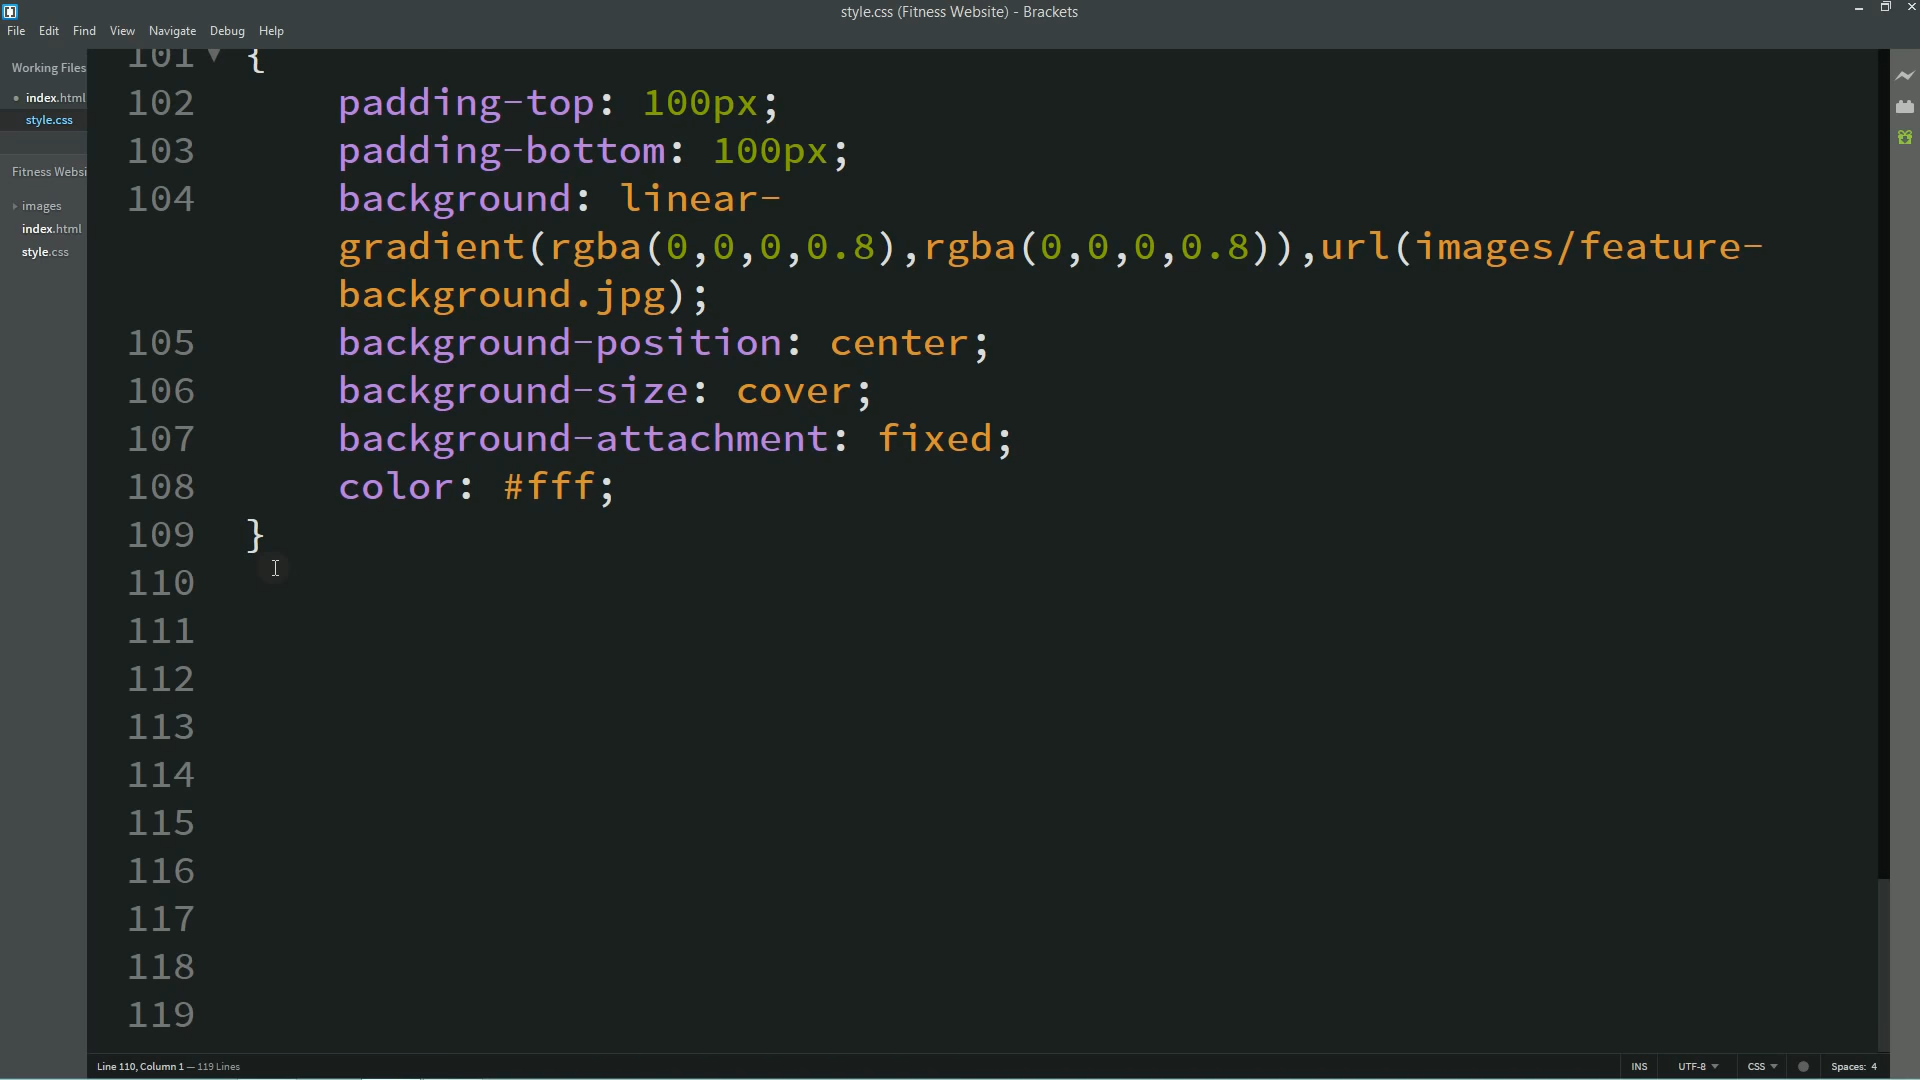 style.css (Fitness Website) - Brackets
File Edit Find View Navigate Debug Help
Working Files
index.html
style.css
Fitness Websi
images
index.html
style.css
101 {
102 padding-top: 100px;
103 padding-bottom: 100px;
104 background: linear-
gradient(rgba(0,0,0,0.8),rgba(0,0,0,0.8)),url(images/feature-
background.jpg);
105 background-position: center;
106 background-size: cover;
107 background-attachment: fixed;
108 color: #fff;
109 }
110
111
112
113
114
115
116
117
118
119
Line 110, Column 1 — 119 Lines
INS UTF-8 CSS Spaces: 4